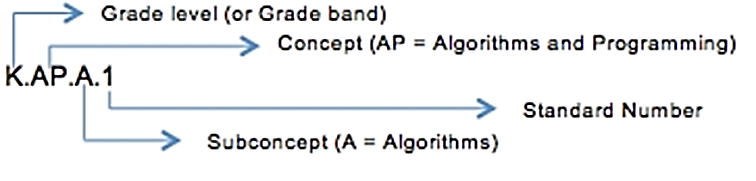 Grade level (or Grade band)
Concept (AP = Algorithms and Programming)
K.AP.A.1
Standard Number
Subconcept (A = Algorithms)